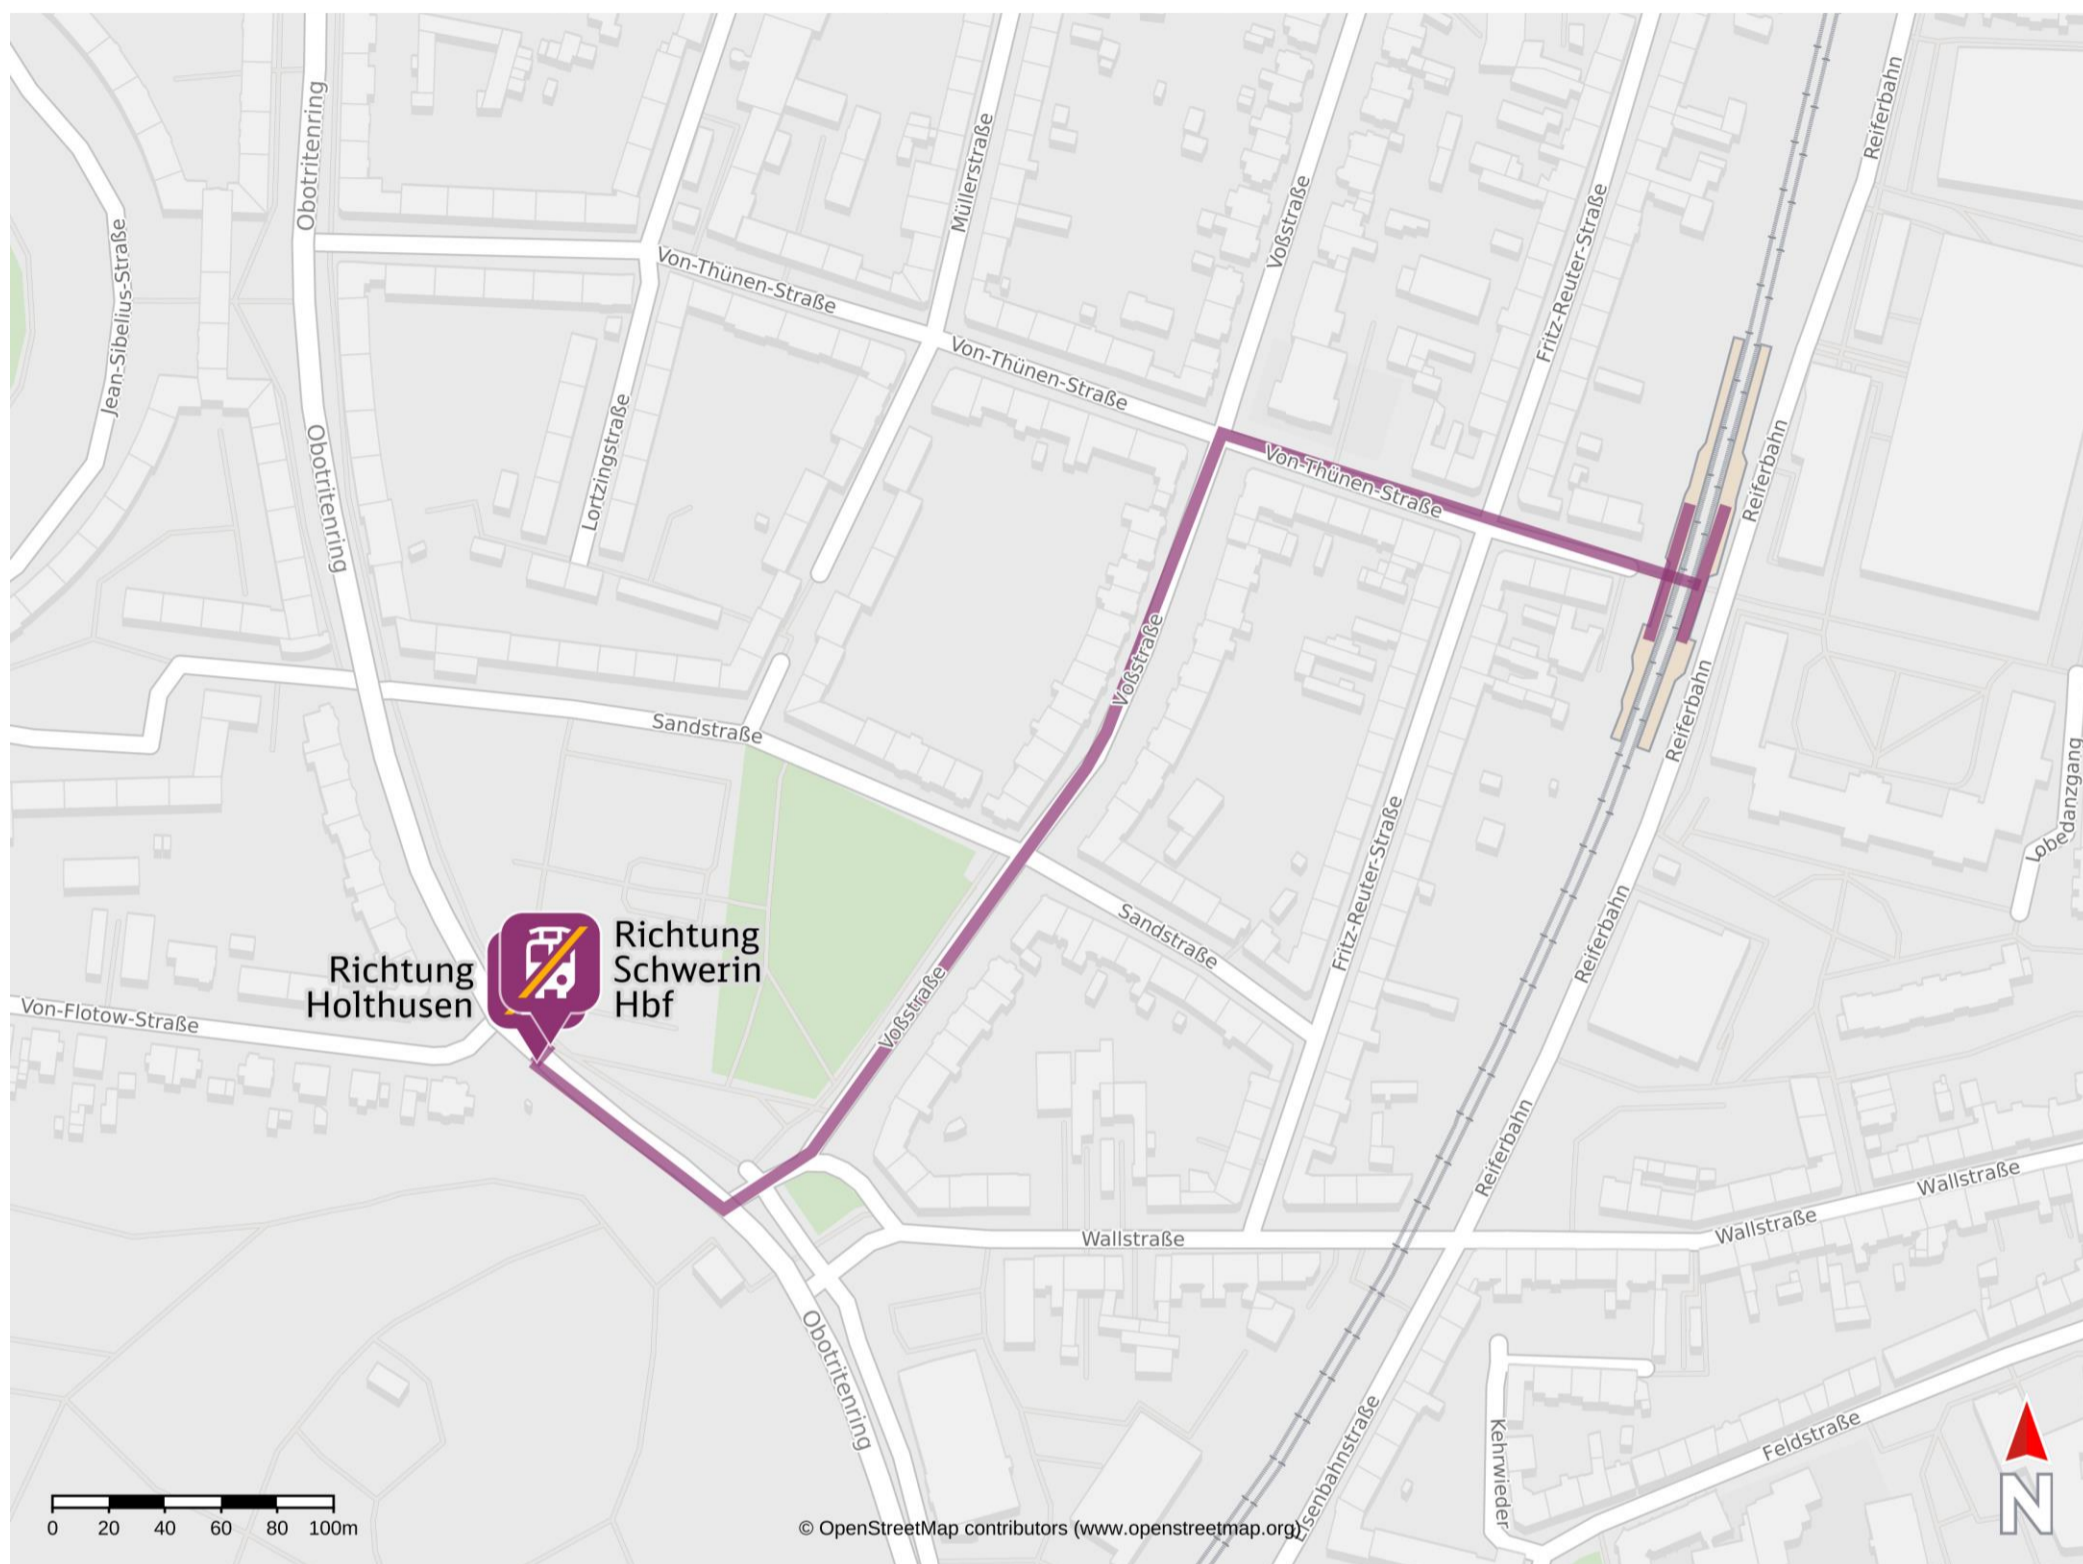 Obotritenring
Jean-Sibelius-Straße
Müllerstraße
Voßstraße
Fritz-Reuter-Straße
Reiferbahn
Von-Thünen-Straße
Von-Thünen-Straße
Von-Thünen-Straße
Obotritenring
Lortzingstraße
Reiferbahn
Voßstraße
Sandstraße
Reiferbahn
Lobedanzgang
Fritz-Reuter-Straße
Sandstraße
Reiferbahn
Richtung
Holthusen
Richtung
Schwerin
Hbf
Von-Flotow-Straße
Voßstraße
Reiferbahn
Wallstraße
Wallstraße
Wallstraße
Obotritenring
Eisenbahnstraße
Kehrwieder
Feldstraße
N
0 20 40 60 80 100m
© OpenStreetMap contributors (www.openstreetmap.org)